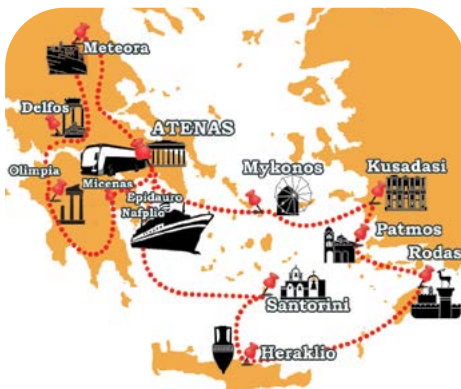 Meteora
Delfos
ATENAS
Olimpia
Micenas
Epidauro
Nafplio
Mykonos
Kusadasi
Patmos
Rodas
Santorini
Heraklio